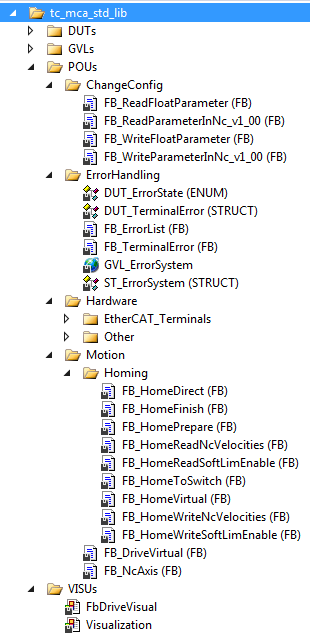 tc_mca_std_lib
DUTs
GVLs
POUs
ChangeConfig
FB_ReadFloatParameter (FB)
FB_ReadParameterInNc_v1_00 (FB)
FB_WriteFloatParameter (FB)
FB_WriteParameterInNc_v1_00 (FB)
ErrorHandling
DUT_ErrorState (ENUM)
DUT_TerminalError (STRUCT)
FB_ErrorList (FB)
FB_TerminalError (FB)
GVL_ErrorSystem
ST_ErrorSystem (STRUCT)
Hardware
EtherCAT_Terminals
Other
Motion
Homing
FB_HomeDirect (FB)
FB_HomeFinish (FB)
FB_HomePrepare (FB)
FB_HomeReadNcVelocities (FB)
FB_HomeReadSoftLimEnable (FB)
FB_HomeToSwitch (FB)
FB_HomeVirtual (FB)
FB_HomeWriteNcVelocities (FB)
FB_HomeWriteSoftLimEnable (FB)
FB_DriveVirtual (FB)
FB_NcAxis (FB)
VISUs
FbDriveVisual
Visualization